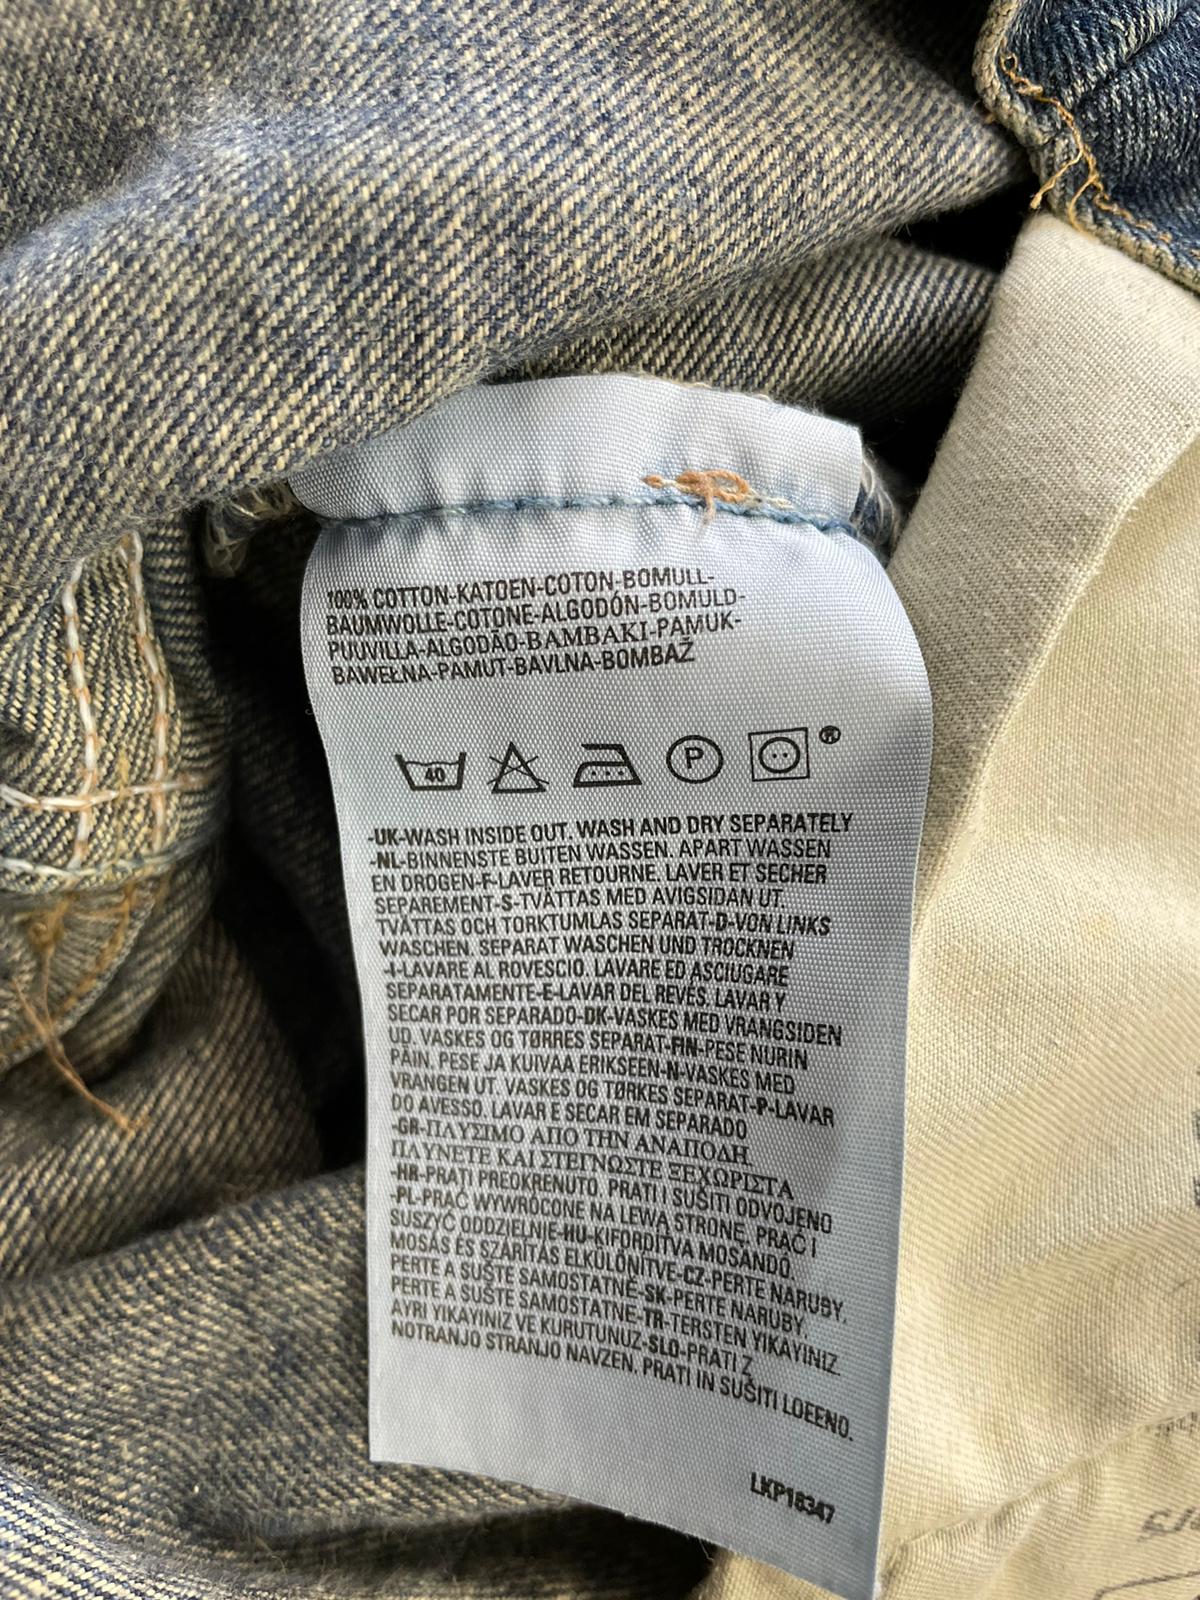 100% COTTON-KATOEN-COTON-BOMULL-
BAUMWOLLE-COTONE-ALGODÓN-BOMULD-
PUUVILLA-ALGODÃO-BAMBAKI-PAMUK-
BAWEŁNA-PAMUT-BAVLNA-BOMBAŽ
40 P ®
-UK-WASH INSIDE OUT. WASH AND DRY SEPARATELY
-NL-BINNENSTE BUITEN WASSEN. APART WASSEN
EN DROGEN-F-LAVER RETOURNE. LAVER ET SECHER
SEPAREMENT-S-TVÄTTAS MED AVIGSIDAN UT.
TVÄTTAS OCH TORKTUMLAS SEPARAT-D-VON LINKS
WASCHEN. SEPARAT WASCHEN UND TROCKNEN
-I-LAVARE AL ROVESCIO. LAVARE ED ASCIUGARE
SEPARATAMENTE-E-LAVAR DEL REVÉS. LAVAR Y
SECAR POR SEPARADO-DK-VASKES MED VRANGSIDEN
UD. VASKES OG TØRRES SEPARAT-FIN-PESE NURIN
PÄIN. PESE JA KUIVAA ERIKSEEN-N-VASKES MED
VRANGEN UT. VASKES OG TØRKES SEPARAT-P-LAVAR
DO AVESSO. LAVAR E SECAR EM SEPARADO
-GR-ΠΛΥΣΙΜΟ ΑΠΟ ΤΗΝ ΑΝΑΠΟΔΗ
ΠΛΥΝΕΤΕ ΚΑΙ ΣΤΕΓΝΩΣΤΕ ΞΕΧΩΡΙΣΤΑ
-HR-PRATI PREOKRENUTO. PRATI I SUŠITI ODVOJENO
-PL-PRAĆ WYWRÓCONE NA LEWĄ STRONĘ. PRAĆ I
SUSZYĆ ODDZIELNIE-HU-KIFORDÍTVA MOSANDÓ.
MOSÁS ÉS SZÁRÍTÁS ELKÜLÖNÍTVE-CZ-PERTE NARUBY.
PERTE A SUŠTE SAMOSTATNĚ-SK-PERTE NARUBY.
PERTE A SUŠTE SAMOSTATNE-TR-TERSTEN YIKAYINIZ.
AYRI YIKAYINIZ VE KURUTUNUZ-SLO-PRATI Z
NOTRANJO STRANJO NAVZEN. PRATI IN SUŠITI LOEENO.
LKP18347